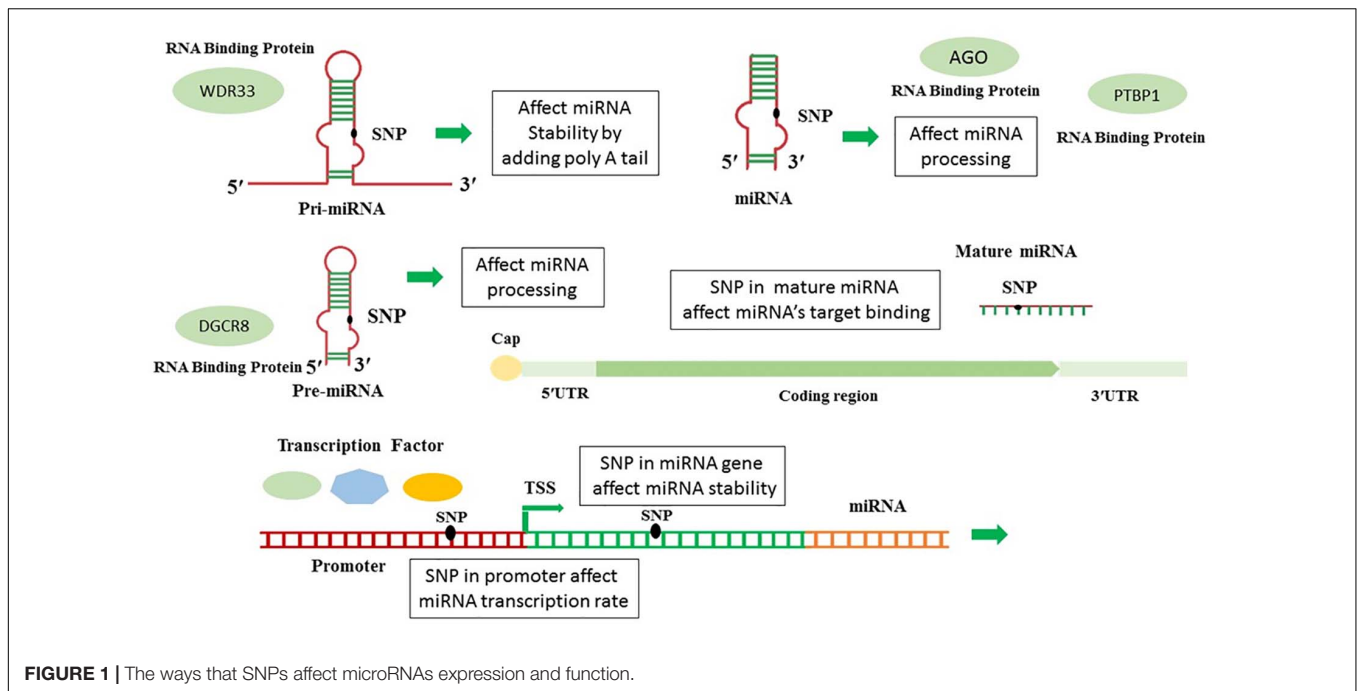 RNA Binding Protein
WDR33
SNP
5′
3′
Pri-miRNA
Affect miRNA
Stability by
adding poly A tail
SNP
5′ 3′
miRNA
AGO
RNA Binding Protein
PTBP1
RNA Binding Protein
Affect miRNA
processing
DGCR8
RNA Binding Protein
SNP
5′ 3′
Pre-miRNA
Affect miRNA
processing
SNP in mature miRNA
affect miRNA's target binding
Mature miRNA
SNP
Cap
5′UTR
Coding region
3′UTR
Transcription Factor
SNP
TSS
SNP in miRNA gene
affect miRNA stability
SNP
miRNA
Promoter
SNP in promoter affect
miRNA transcription rate
FIGURE 1 | The ways that SNPs affect microRNAs expression and function.